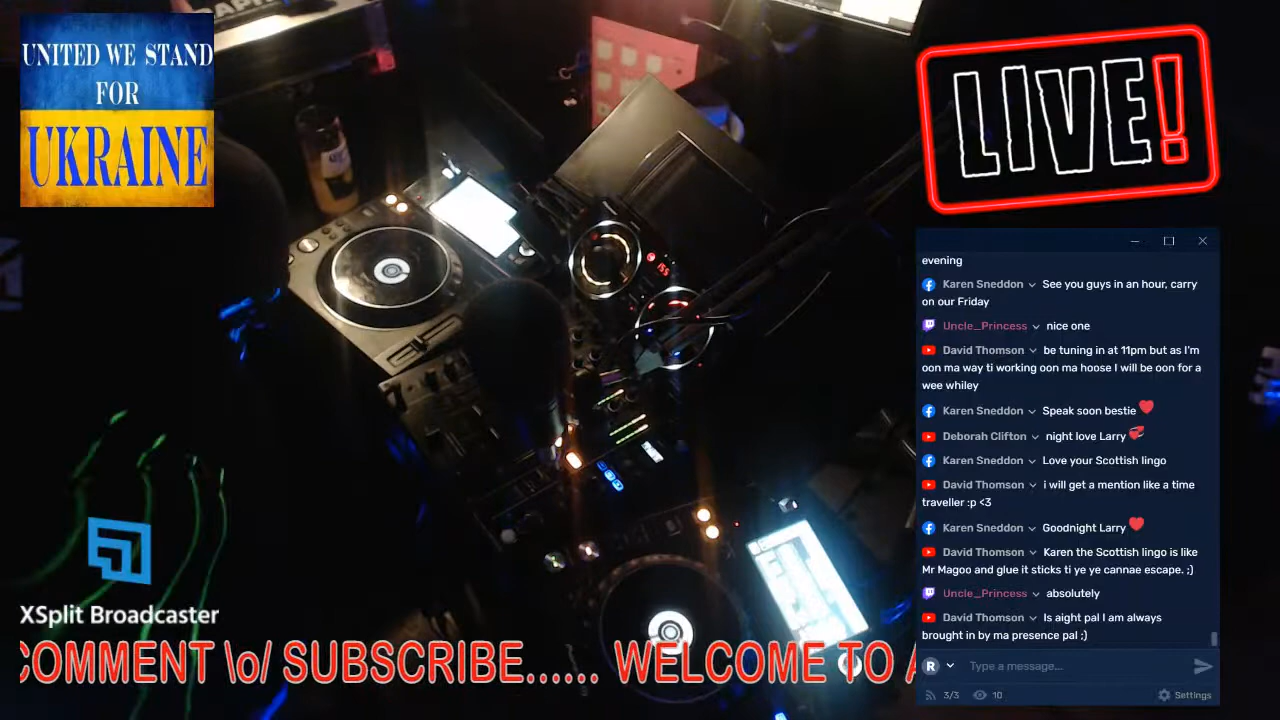 UNITED WE STAND
FOR
UKRAINE
LIVE!
evening
Karen Sneddon See you guys in an hour, carry
on our Friday
Uncle_Princess nice one
David Thomson be tuning in at 11pm but as I'm
oon ma way ti working oon ma hoose I will be oon for a
wee whiley
Karen Sneddon Speak soon bestie ❤️
Deborah Clifton night love Larry 💞
Karen Sneddon Love your Scottish lingo
David Thomson i will get a mention like a time
traveller :p <3
Karen Sneddon Goodnight Larry ❤️
David Thomson Karen the Scottish lingo is like
Mr Magoo and glue it sticks ti ye ye cannae escape. ;)
Uncle_Princess absolutely
David Thomson Is aight pal I am always
brought in by ma presence pal ;)
R Type a message...
3/3 10 Settings
XSplit Broadcaster
COMMENT \o/ SUBSCRIBE...... WELCOME TO